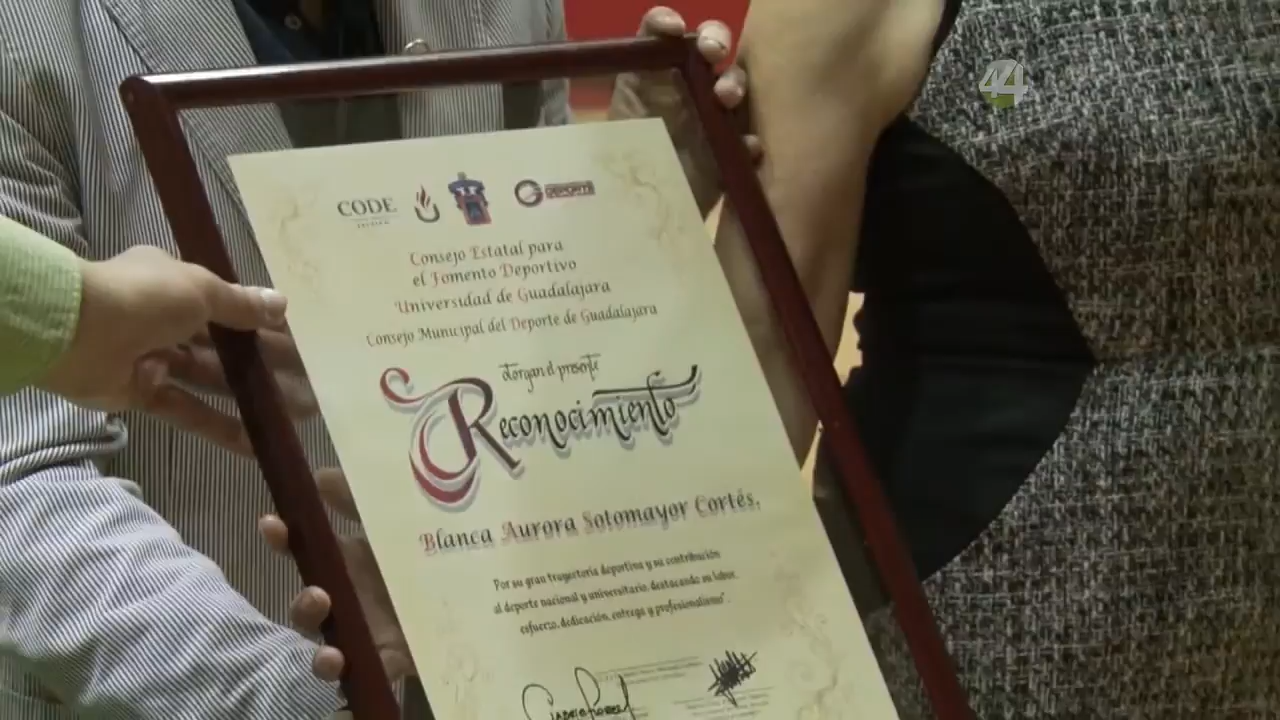 44
CODE
JALISCO
DEPORTE
Consejo Estatal para
el Fomento Deportivo
Universidad de Guadalajara
Consejo Municipal del Deporte de Guadalajara
otorgan el presente
Reconocimiento
Blanca Aurora Sotomayor Cortés.
Por su gran trayectoria deportiva y su contribución
al deporte nacional y universitario, destacando su labor,
esfuerzo, dedicación, entrega y profesionalismo".